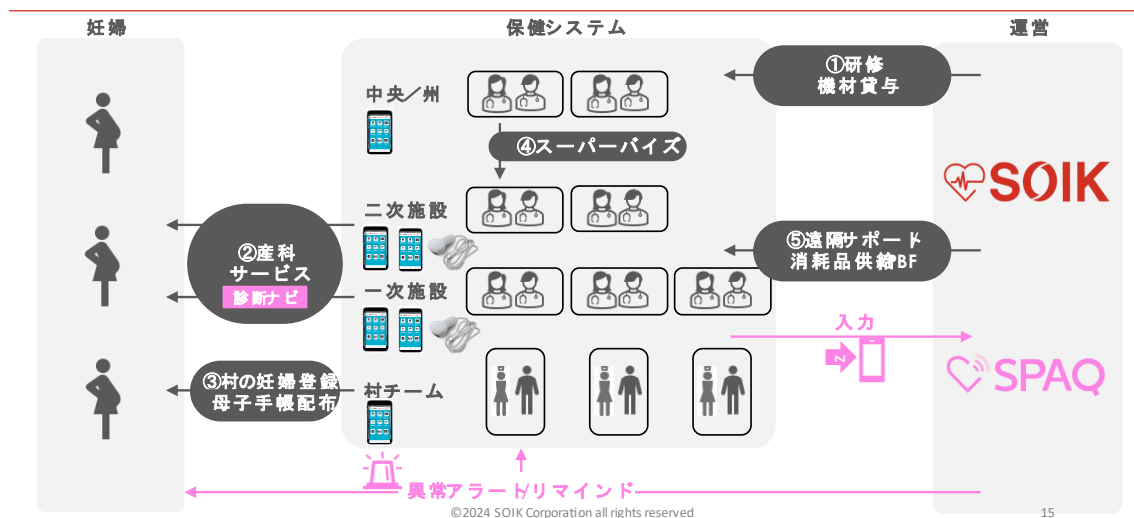 妊婦
保健システム
運営
中央／州
①研修
機材貸与
④スーパーバイズ
SOIK
二次施設
②産科
サービス
診断ナビ
⑤遠隔サポート
消耗品供給BF
一次施設
入力
Z
SPAQ
③村の妊婦登録
母子手帳配布
村チーム
異常アラート/リマインド
©2024 SOIK Corporation all rights reserved
15